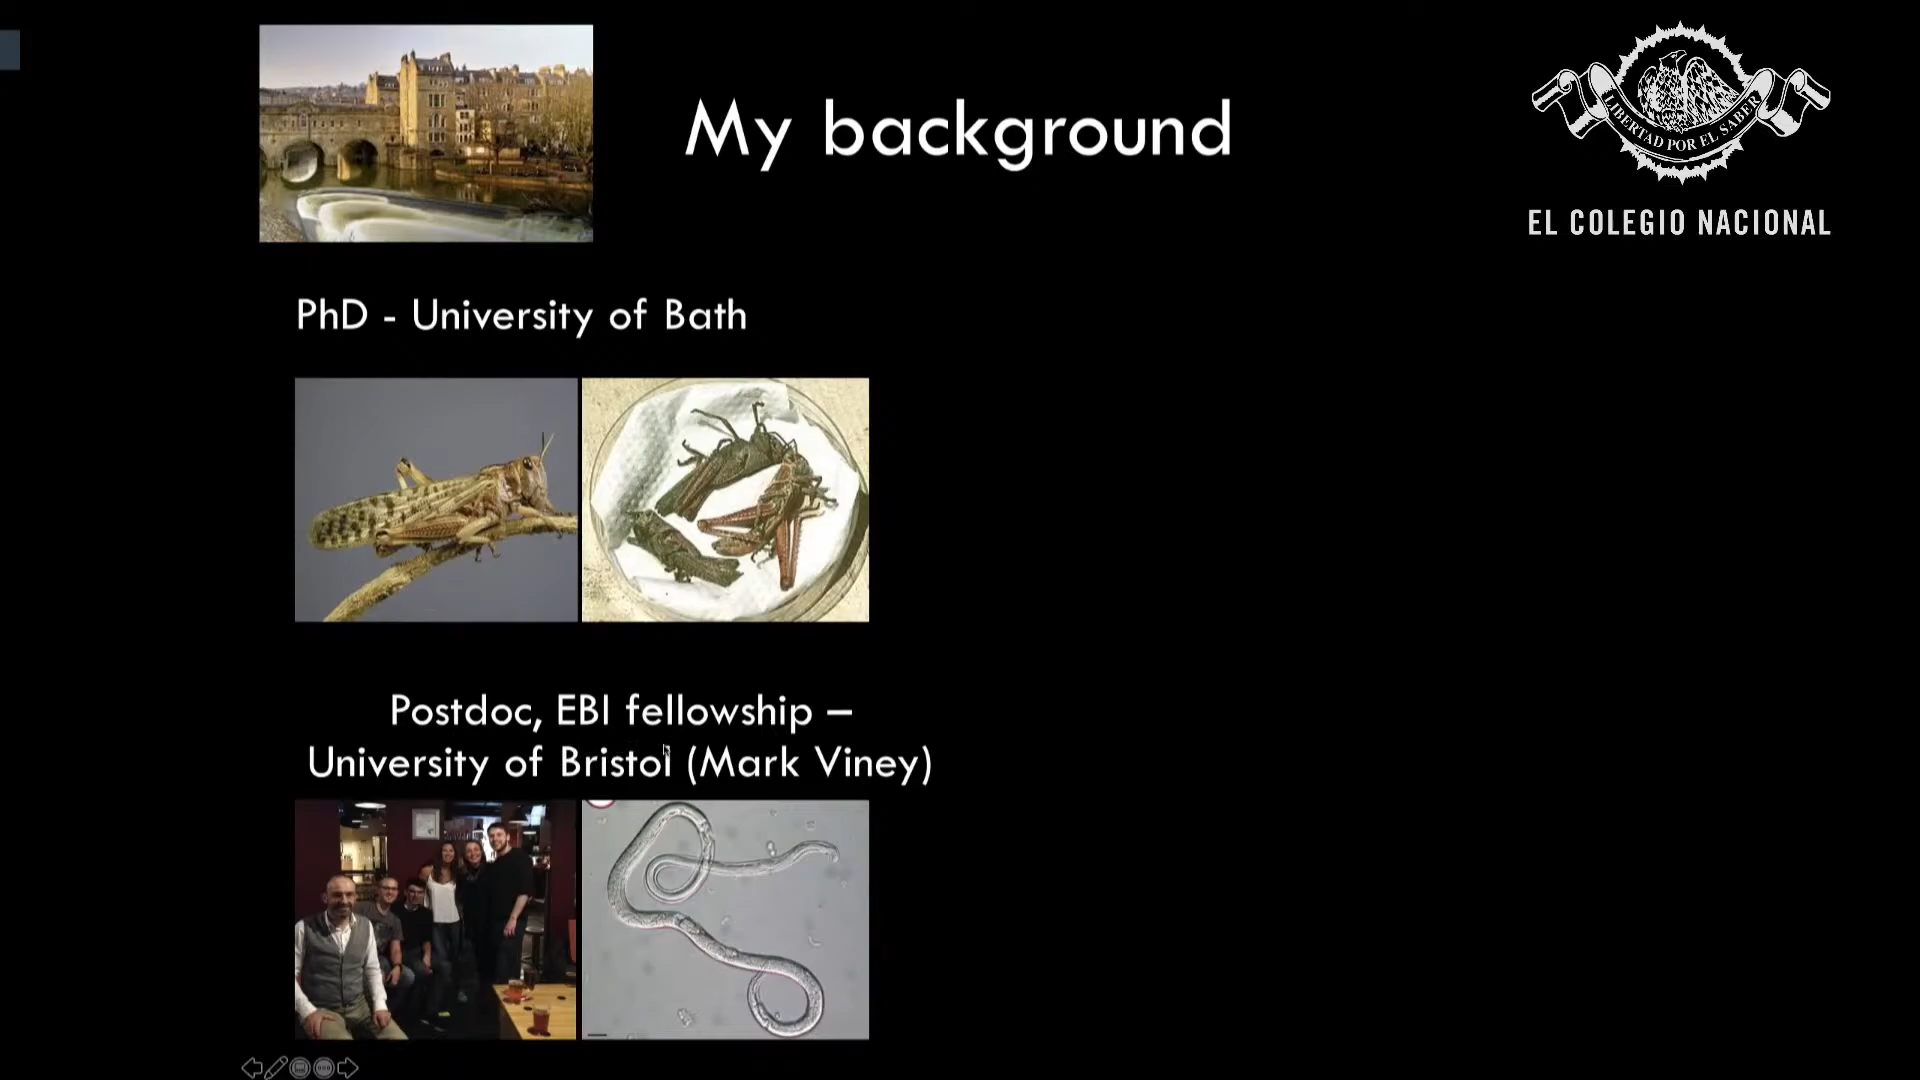 My background
LIBERTAD POR EL SABER
EL COLEGIO NACIONAL
PhD - University of Bath
Postdoc, EBI fellowship –
University of Bristol (Mark Viney)